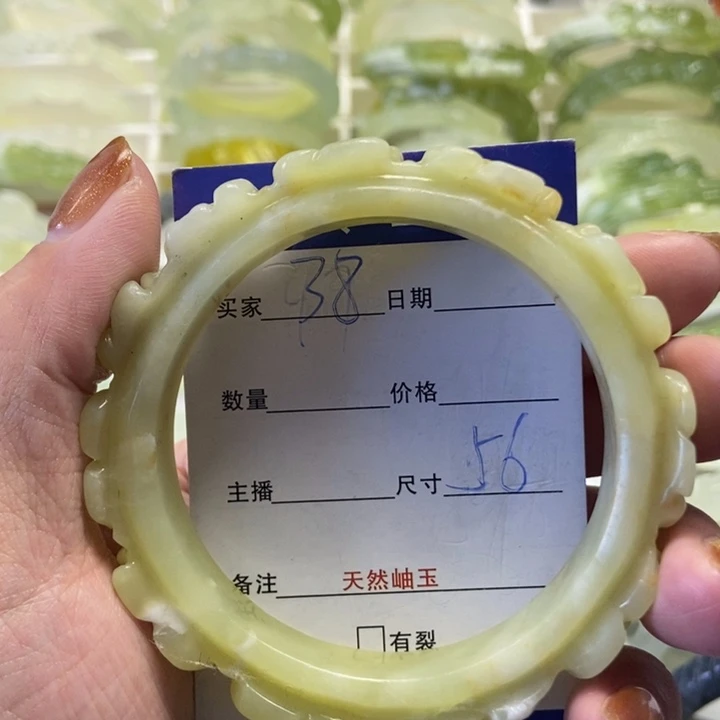 买家 38 日期
数量 价格
主播 尺寸 56
备注 天然岫玉
□有裂